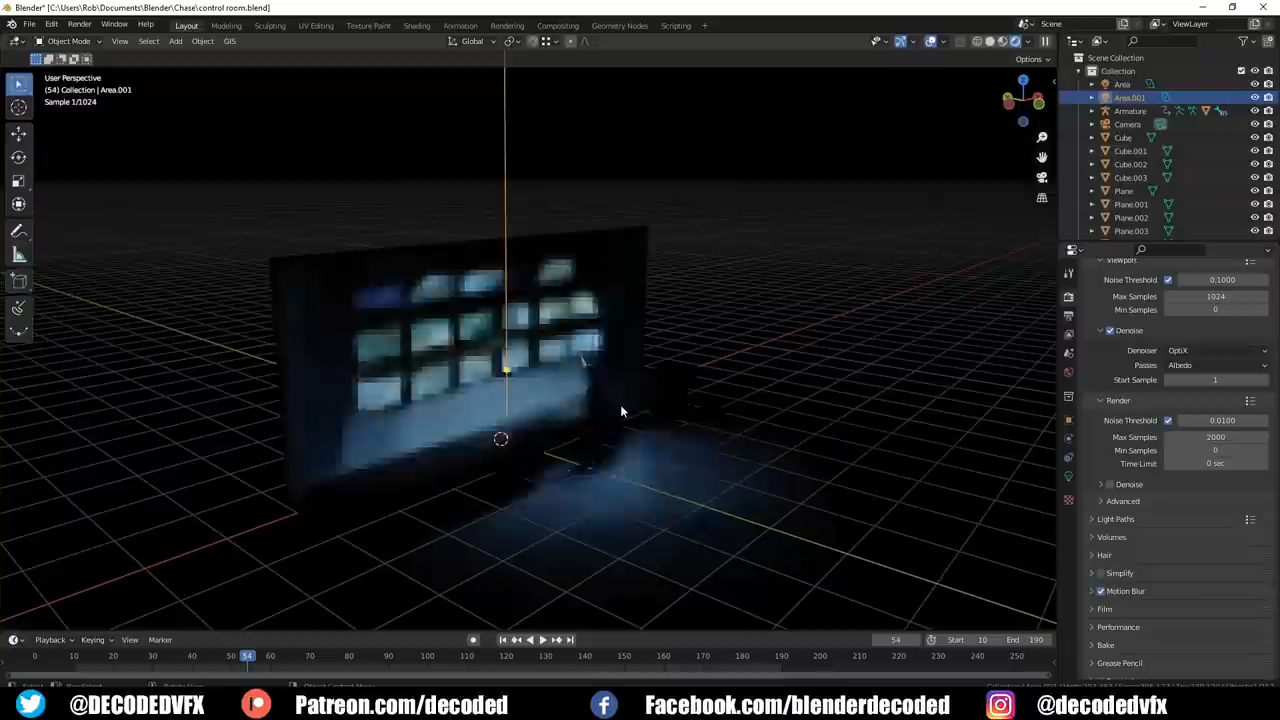 Blender* [C:\Users\Rob\Documents\Blender\Chase\control room.blend]
File Edit Render Window Help Layout Modeling Sculpting UV Editing Texture Paint Shading Animation Rendering Compositing Geometry Nodes Scripting + Scene ViewLayer
Object Mode View Select Add Object GIS Global
Options
User Perspective
(54) Collection | Area.001
Sample 1/1024
Scene Collection
Collection
Area
Area.001
Armature
Camera
Cube
Cube.001
Cube.002
Cube.003
Plane
Plane.001
Plane.002
Plane.003
Viewport
Noise Threshold 0.1000
Max Samples 1024
Min Samples 0
Denoise
Denoiser OptiX
Passes Albedo
Start Sample 1
Render
Noise Threshold 0.0100
Max Samples 2000
Min Samples 0
Time Limit 0 sec
Denoise
Advanced
Light Paths
Volumes
Hair
Simplify
Motion Blur
Film
Performance
Bake
Grease Pencil
Playback Keying View Marker 54 Start 10 End 190
0 10 20 30 40 50 54 60 70 80 90 100 110 120 130 140 150 160 170 180 190 200 210 220 230 240 250
@DECODEDVFX Patreon.com/decoded Facebook.com/blenderdecoded @decodedvfx